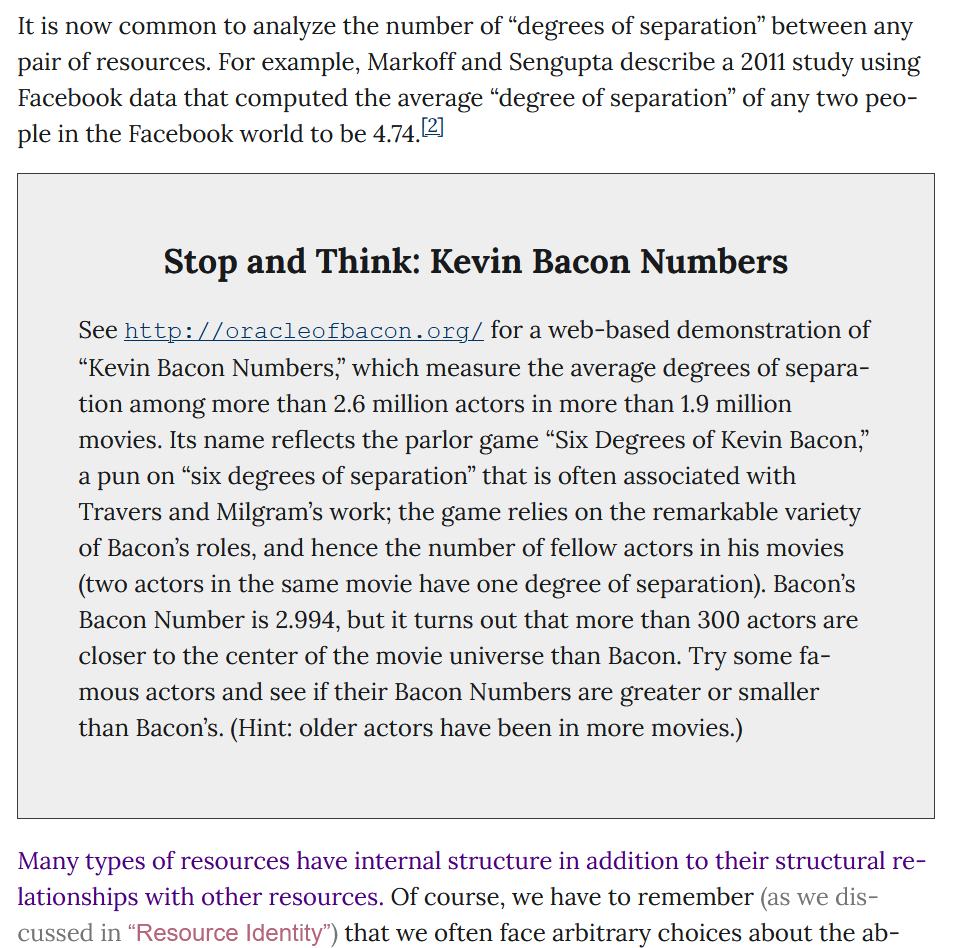 It is now common to analyze the number of “degrees of separation” between any
pair of resources. For example, Markoff and Sengupta describe a 2011 study using
Facebook data that computed the average “degree of separation” of any two peo-
ple in the Facebook world to be 4.74.[2]
Stop and Think: Kevin Bacon Numbers
See http://oracleofbacon.org/ for a web-based demonstration of
“Kevin Bacon Numbers,” which measure the average degrees of separa-
tion among more than 2.6 million actors in more than 1.9 million
movies. Its name reflects the parlor game “Six Degrees of Kevin Bacon,”
a pun on “six degrees of separation” that is often associated with
Travers and Milgram’s work; the game relies on the remarkable variety
of Bacon’s roles, and hence the number of fellow actors in his movies
(two actors in the same movie have one degree of separation). Bacon’s
Bacon Number is 2.994, but it turns out that more than 300 actors are
closer to the center of the movie universe than Bacon. Try some fa-
mous actors and see if their Bacon Numbers are greater or smaller
than Bacon’s. (Hint: older actors have been in more movies.)
Many types of resources have internal structure in addition to their structural re-
lationships with other resources. Of course, we have to remember (as we dis-
cussed in “Resource Identity”) that we often face arbitrary choices about the ab-